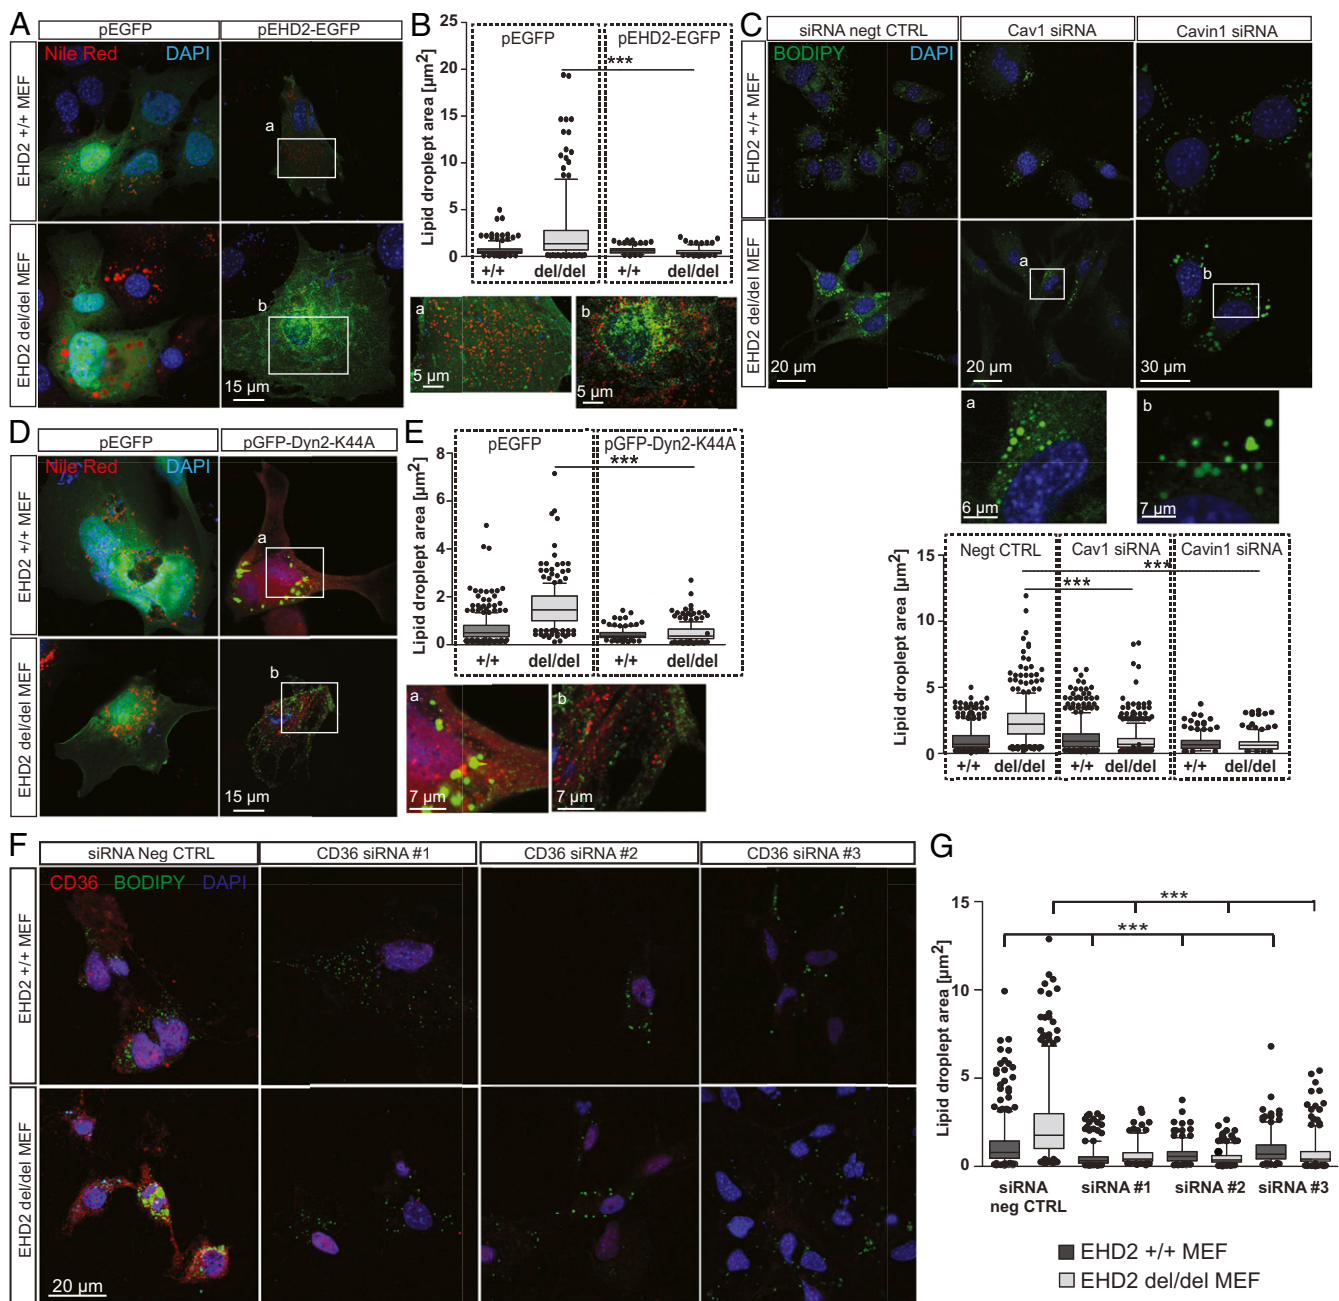 A
pEGFP
pEHD2-EGFP
Nile Red
DAPI
EHD2 +/+ MEF
a
EHD2 del/del MEF
b
15 µm
B
Lipid droplept area [µm²]
25
20
15
10
5
0
pEGFP
pEHD2-EGFP
***
+/+
del/del
+/+
del/del
a
5 µm
b
5 µm
C
siRNA negt CTRL
Cav1 siRNA
Cavin1 siRNA
BODIPY
DAPI
EHD2 +/+ MEF
EHD2 del/del MEF
a
b
20 µm
20 µm
30 µm
a
6 µm
b
7 µm
Lipid droplept area [µm²]
15
10
5
0
Negt CTRL
Cav1 siRNA
Cavin1 siRNA
***
***
+/+
del/del
+/+
del/del
+/+
del/del
D
pEGFP
pGFP-Dyn2-K44A
Nile Red
DAPI
EHD2 +/+ MEF
a
EHD2 del/del MEF
b
15 µm
E
Lipid droplept area [µm²]
8
6
4
2
0
pEGFP
pGFP-Dyn2-K44A
***
+/+
del/del
+/+
del/del
a
7 µm
b
7 µm
F
siRNA Neg CTRL
CD36 siRNA #1
CD36 siRNA #2
CD36 siRNA #3
CD36
BODIPY
DAPI
EHD2 +/+ MEF
EHD2 del/del MEF
20 µm
G
Lipid droplept area [µm²]
15
10
5
0
***
***
siRNA
neg CTRL
siRNA #1
siRNA #2
siRNA #3
EHD2 +/+ MEF
EHD2 del/del MEF